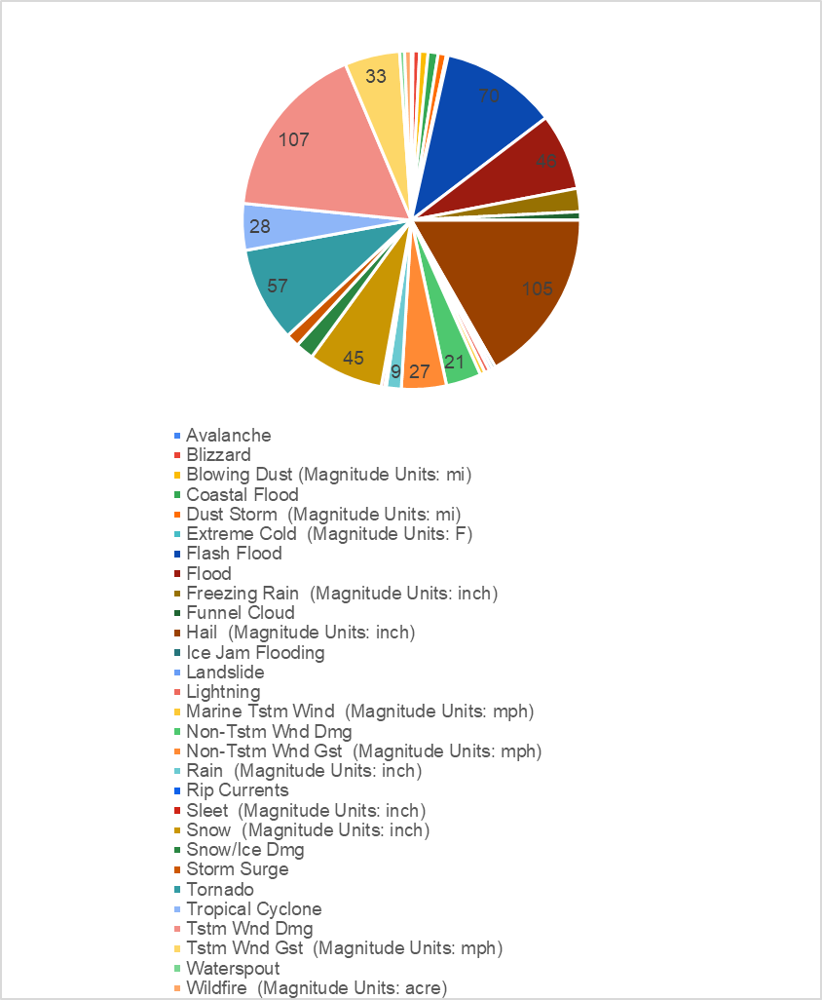 33
70
107
46
28
105
57
45
9
27
21
Avalanche
Blizzard
Blowing Dust (Magnitude Units: mi)
Coastal Flood
Dust Storm  (Magnitude Units: mi)
Extreme Cold  (Magnitude Units: F)
Flash Flood
Flood
Freezing Rain  (Magnitude Units: inch)
Funnel Cloud
Hail  (Magnitude Units: inch)
Ice Jam Flooding
Landslide
Lightning
Marine Tstm Wind  (Magnitude Units: mph)
Non-Tstm Wnd Dmg
Non-Tstm Wnd Gst  (Magnitude Units: mph)
Rain  (Magnitude Units: inch)
Rip Currents
Sleet  (Magnitude Units: inch)
Snow  (Magnitude Units: inch)
Snow/Ice Dmg
Storm Surge
Tornado
Tropical Cyclone
Tstm Wnd Dmg
Tstm Wnd Gst  (Magnitude Units: mph)
Waterspout
Wildfire  (Magnitude Units: acre)